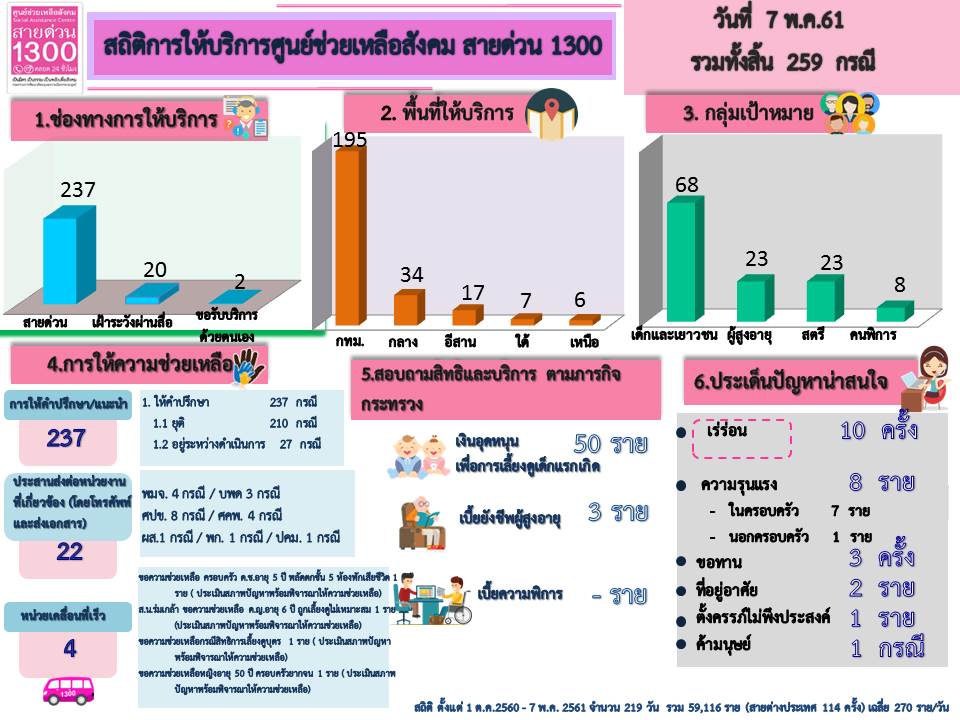 ศูนย์ช่วยเหลือสังคม
Social Assistance Centre
สายด่วน
1300
ตลอด 24 ชั่วโมง
สถิติการให้บริการศูนย์ช่วยเหลือสังคม สายด่วน 1300
วันที่ 7 พ.ค.61
รวมทั้งสิ้น 259 กรณี
1.ช่องทางการให้บริการ
237
20
2
สายด่วน
เฝ้าระวังผ่านสื่อ
ขอรับบริการ
ด้วยตนเอง
2. พื้นที่ให้บริการ
195
34
17
7
6
กทม.
กลาง
อีสาน
ใต้
เหนือ
3. กลุ่มเป้าหมาย
68
23
23
8
เด็กและเยาวชน
ผู้สูงอายุ
สตรี
คนพิการ
4.การให้ความช่วยเหลือ
การให้คำปรึกษา/แนะนำ
237
1. ให้คำปรึกษา 237 กรณี
1.1 ยุติ 210 กรณี
1.2 อยู่ระหว่างดำเนินการ 27 กรณี
ประสานส่งต่อหน่วยงาน
ที่เกี่ยวข้อง (โดยโทรศัพท์
และส่งเอกสาร)
22
พมจ. 4 กรณี / บพด 3 กรณี
ศปข. 8 กรณี / ศคพ. 4 กรณี
ผส.1 กรณี / พก. 1 กรณี / ปคม. 1 กรณี
หน่วยเคลื่อนที่เร็ว
4
1300
ขอความช่วยเหลือ ครอบครัว ด.ช.อายุ 5 ปี พลัดตกชั้น 5 ห้องพักเสียชีวิต 1
ราย ( ประเมินสภาพปัญหาพร้อมพิจารณาให้ความช่วยเหลือ)
ส.น.ร่มเกล้า ขอความช่วยเหลือ ด.ญ.อายุ 6 ปี ถูกเลี้ยงดูไม่เหมาะสม 1 ราย
(ประเมินสภาพปัญหาพร้อมพิจารณาให้ความช่วยเหลือ)
ขอความช่วยเหลือกรณีสิทธิการเลี้ยงดูบุตร 1 ราย ( ประเมินสภาพปัญหา
พร้อมพิจารณาให้ความช่วยเหลือ)
ขอความช่วยเหลือหญิงอายุ 50 ปี ครอบครัวยากจน 1 ราย ( ประเมินสภาพ
ปัญหาพร้อมพิจารณาให้ความช่วยเหลือ)
5.สอบถามสิทธิและบริการ ตามภารกิจ
กระทรวง
เงินอุดหนุน 50 ราย
เพื่อการเลี้ยงดูเด็กแรกเกิด
เบี้ยยังชีพผู้สูงอายุ 3 ราย
เบี้ยความพิการ - ราย
6.ประเด็นปัญหาน่าสนใจ
เร่ร่อน 10 ครั้ง
ความรุนแรง 8 ราย
- ในครอบครัว 7 ราย
- นอกครอบครัว 1 ราย
ขอทาน 3 ครั้ง
ที่อยู่อาศัย 2 ราย
ตั้งครรภ์ไม่พึงประสงค์ 1 ราย
ค้ามนุษย์ 1 กรณี
สถิติ ตั้งแต่ 1 ต.ค.2560 - 7 พ.ค. 2561 จำนวน 219 วัน รวม 59,116 ราย (สายต่างประเทศ 114 ครั้ง) เฉลี่ย 270 ราย/วัน